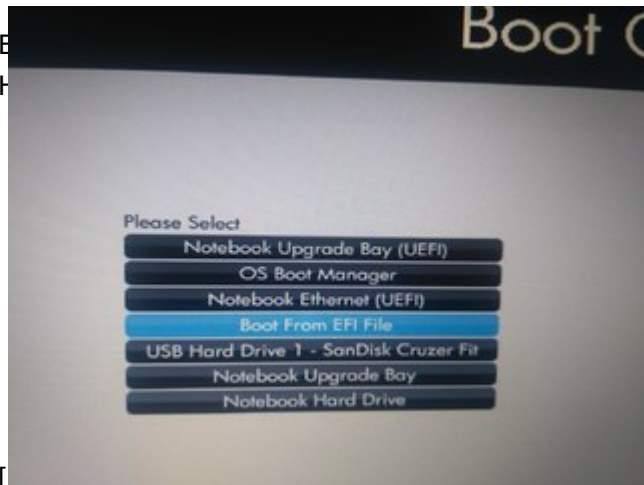 Boot
Please Select
Notebook Upgrade Bay (UEFI)
OS Boot Manager
Notebook Ethernet (UEFI)
Boot From EFI File
USB Hard Drive 1 - SanDisk Cruzer Fit
Notebook Upgrade Bay
Notebook Hard Drive